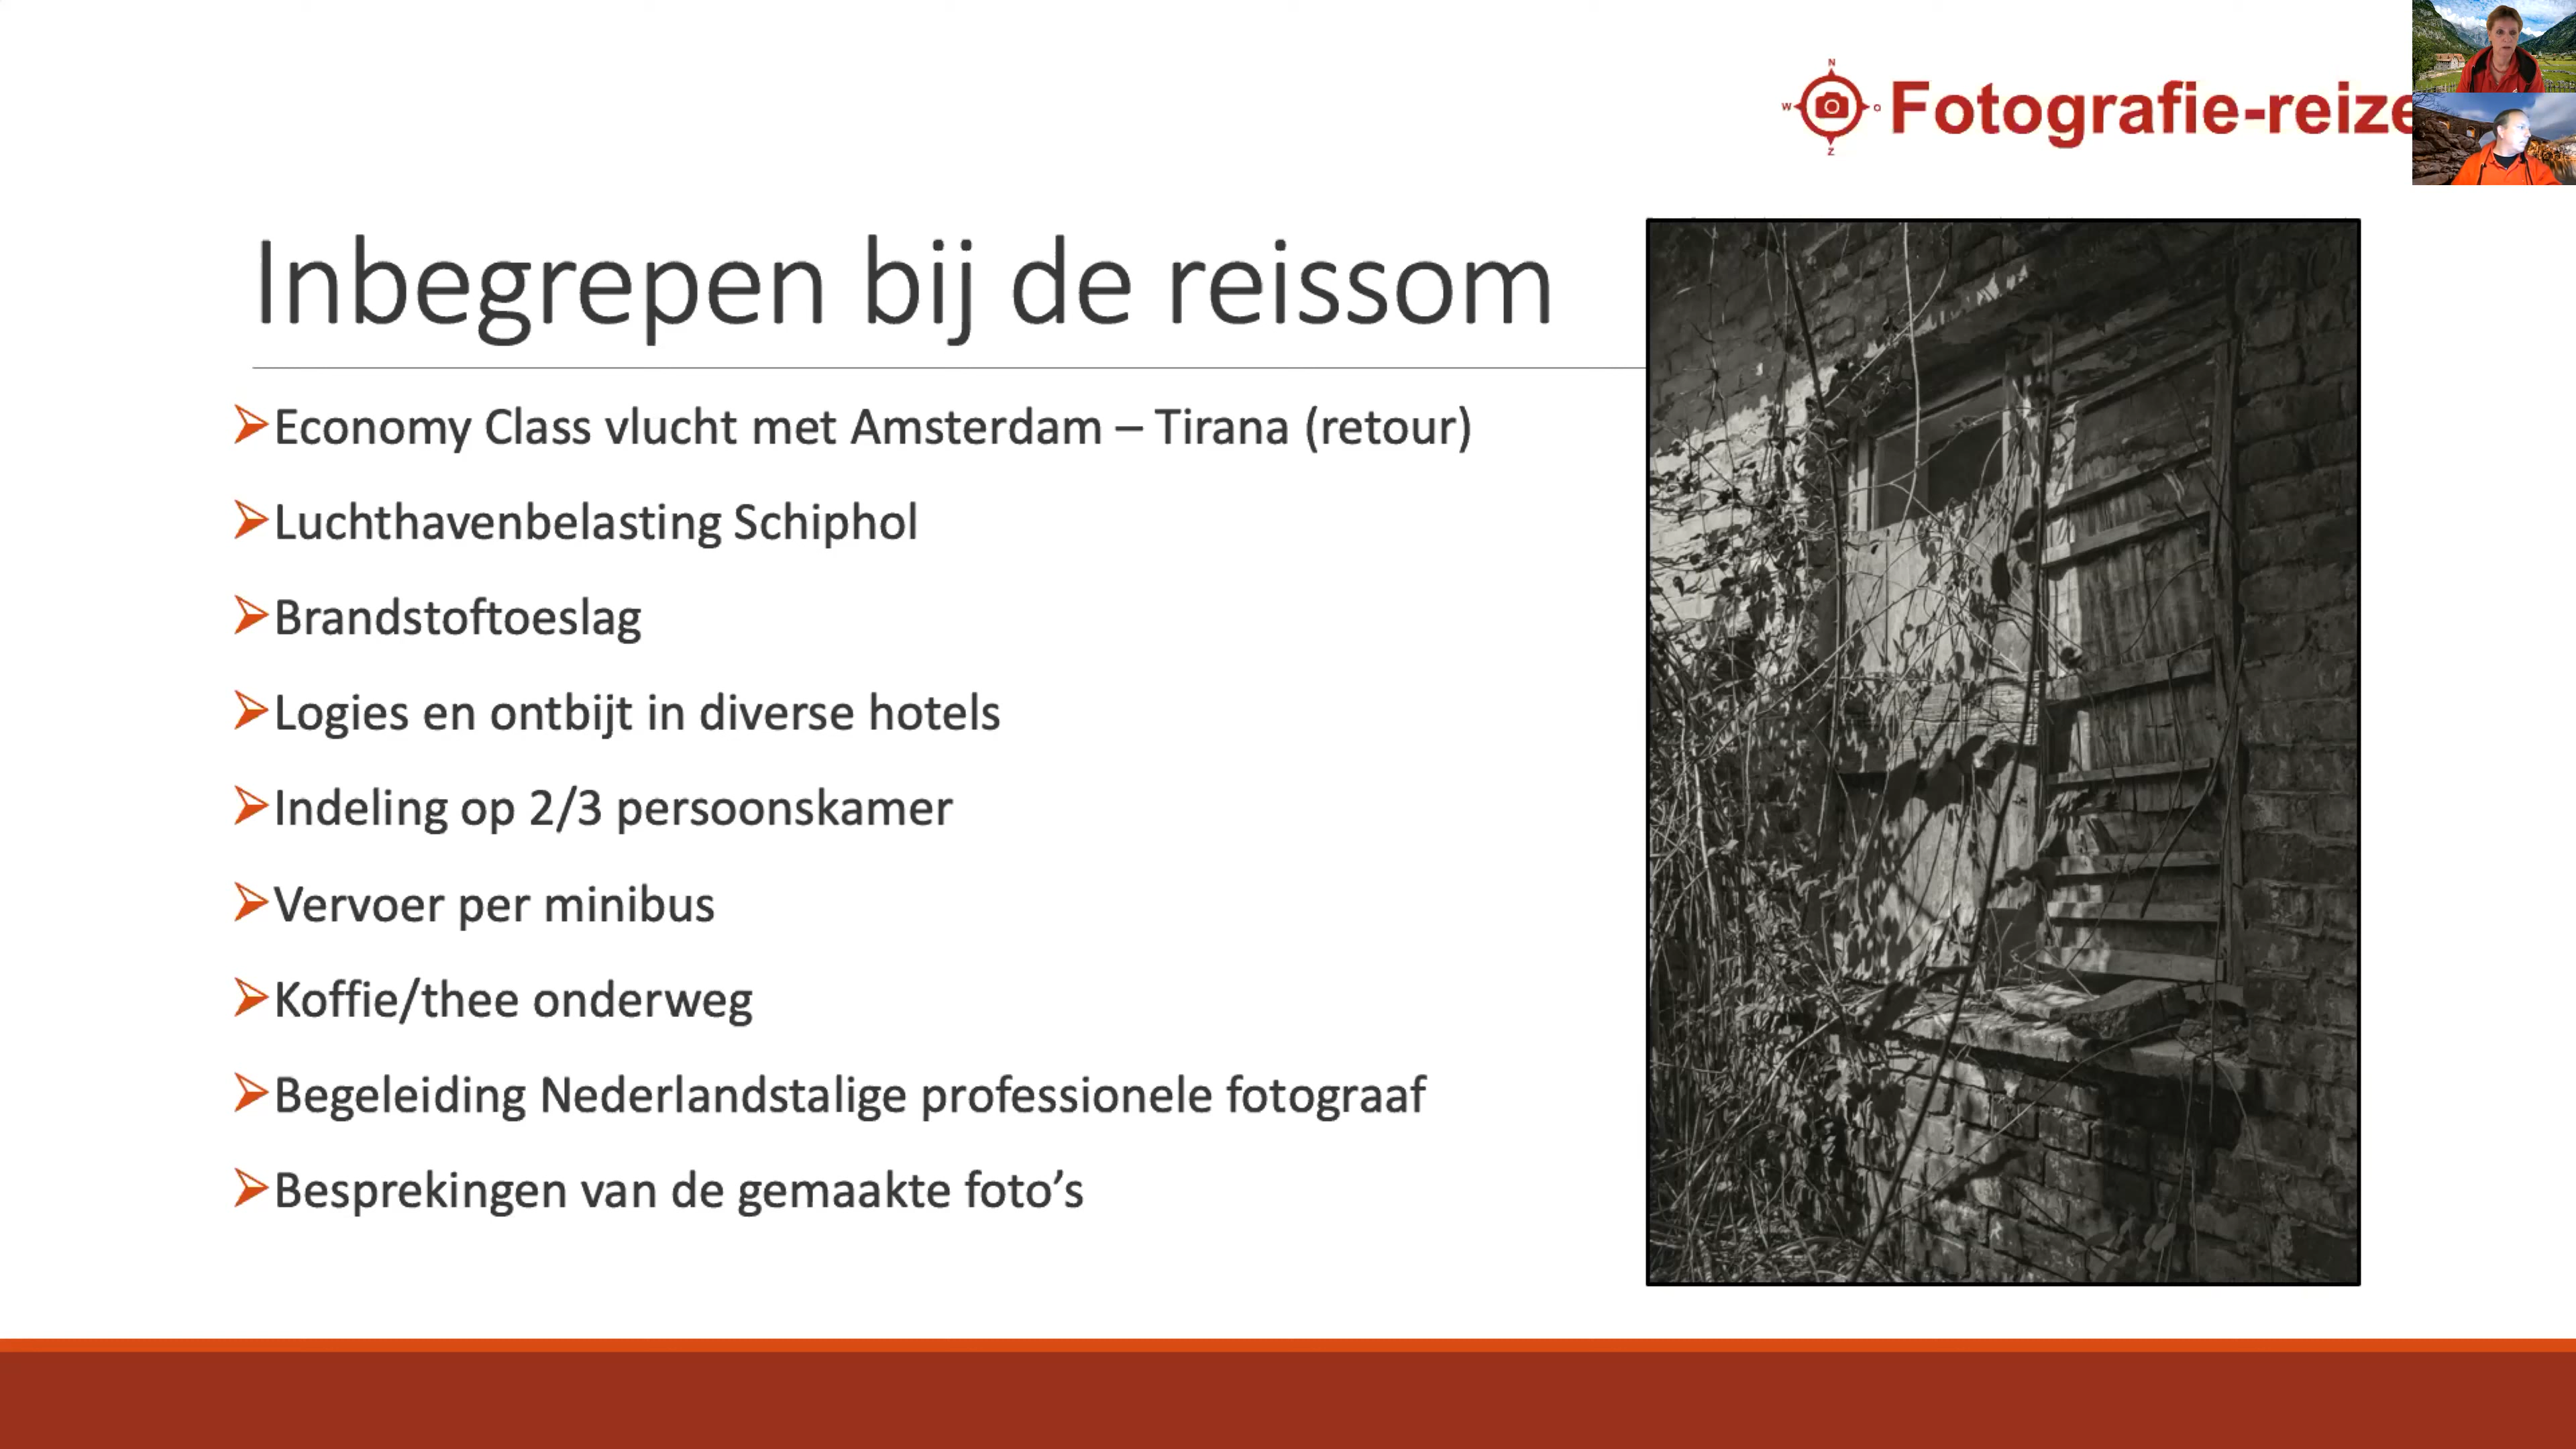 N
W
O
Z
Fotografie-reize
Inbegrepen bij de reissom
Economy Class vlucht met Amsterdam – Tirana (retour)
Luchthavenbelasting Schiphol
Brandstoftoeslag
Logies en ontbijt in diverse hotels
Indeling op 2/3 persoonskamer
Vervoer per minibus
Koffie/thee onderweg
Begeleiding Nederlandstalige professionele fotograaf
Besprekingen van de gemaakte foto’s